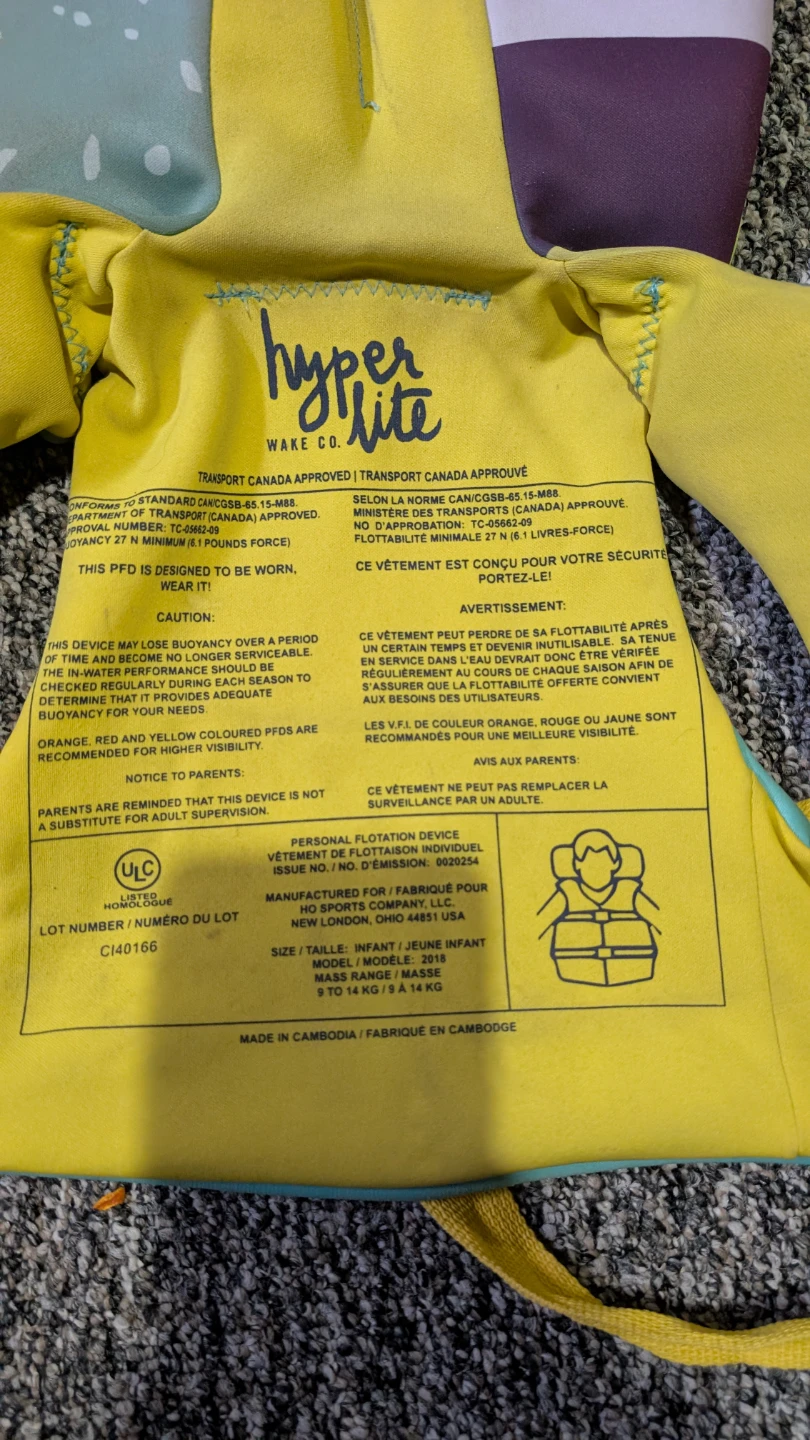 hyper
lite
WAKE CO.
TRANSPORT CANADA APPROVED | TRANSPORT CANADA APPROUVÉ
ONFORMS TO STANDARD CAN/CGSB-65.15-M88.
EPARTMENT OF TRANSPORT (CANADA) APPROVED.
PROVAL NUMBER: TC-05662-09
UOYANCY 27 N MINIMUM (6.1 POUNDS FORCE)
THIS PFD IS DESIGNED TO BE WORN,
WEAR IT!
CAUTION:
THIS DEVICE MAY LOSE BUOYANCY OVER A PERIOD
OF TIME AND BECOME NO LONGER SERVICEABLE.
THE IN-WATER PERFORMANCE SHOULD BE
CHECKED REGULARLY DURING EACH SEASON TO
DETERMINE THAT IT PROVIDES ADEQUATE
BUOYANCY FOR YOUR NEEDS.
ORANGE, RED AND YELLOW COLOURED PFDS ARE
RECOMMENDED FOR HIGHER VISIBILITY.
NOTICE TO PARENTS:
PARENTS ARE REMINDED THAT THIS DEVICE IS NOT
A SUBSTITUTE FOR ADULT SUPERVISION.
SELON LA NORME CAN/CGSB-65.15-M88.
MINISTÈRE DES TRANSPORTS (CANADA) APPROUVÉ.
NO D'APPROBATION: TC-05662-09
FLOTTABILITÉ MINIMALE 27 N (6.1 LIVRES-FORCE)
CE VÊTEMENT EST CONÇU POUR VOTRE SÉCURITÉ
PORTEZ-LE!
AVERTISSEMENT:
CE VÊTEMENT PEUT PERDRE DE SA FLOTTABILITÉ APRÈS
UN CERTAIN TEMPS ET DEVENIR INUTILISABLE. SA TENUE
EN SERVICE DANS L'EAU DEVRAIT DONC ÊTRE VÉRIFÉE
RÉGULIÈREMENT AU COURS DE CHAQUE SAISON AFIN DE
S'ASSURER QUE LA FLOTTABILITÉ OFFERTE CONVIENT
AUX BESOINS DES UTILISATEURS.
LES V.F.I. DE COULEUR ORANGE, ROUGE OU JAUNE SONT
RECOMMANDÉS POUR UNE MEILLEURE VISIBILITÉ.
AVIS AUX PARENTS:
CE VÊTEMENT NE PEUT PAS REMPLACER LA
SURVEILLANCE PAR UN ADULTE.
ULC
LISTED
HOMOLOGUÉ
LOT NUMBER / NUMÉRO DU LOT
CI40166
PERSONAL FLOTATION DEVICE
VÊTEMENT DE FLOTTAISON INDIVIDUEL
ISSUE NO. / NO. D'ÉMISSION: 0020254
MANUFACTURED FOR / FABRIQUÉ POUR
HO SPORTS COMPANY, LLC.
NEW LONDON, OHIO 44851 USA
SIZE / TAILLE: INFANT / JEUNE INFANT
MODEL / MODÈLE: 2018
MASS RANGE / MASSE
9 TO 14 KG / 9 À 14 KG
MADE IN CAMBODIA / FABRIQUÉ EN CAMBODGE